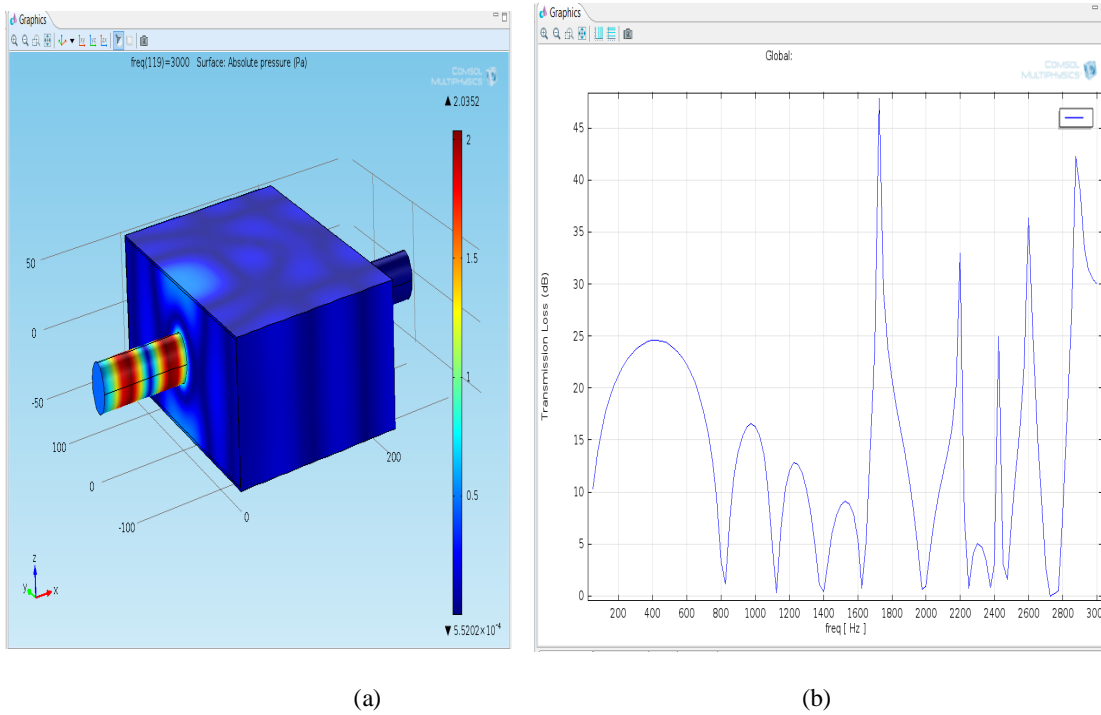 Graphics
freq(119)=3000 Surface: Absolute pressure (Pa)
COMSOL
MULTIPHYSICS
▲ 2.0352
2
1.5
1
0.5
▼ 5.5202×10⁻⁴
50
0
-50
100
0
-100
200
0
z
y
x
(a)
Graphics
Global:
COMSOL
MULTIPHYSICS
Transmission Loss (dB)
45
40
35
30
25
20
15
10
5
0
200 400 600 800 1000 1200 1400 1600 1800 2000 2200 2400 2600 2800 300
freq [ Hz ]
(b)